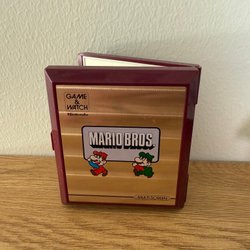 GAME &
WATCH
Nintendo
MARIO BROS.
MULTI SCREEN